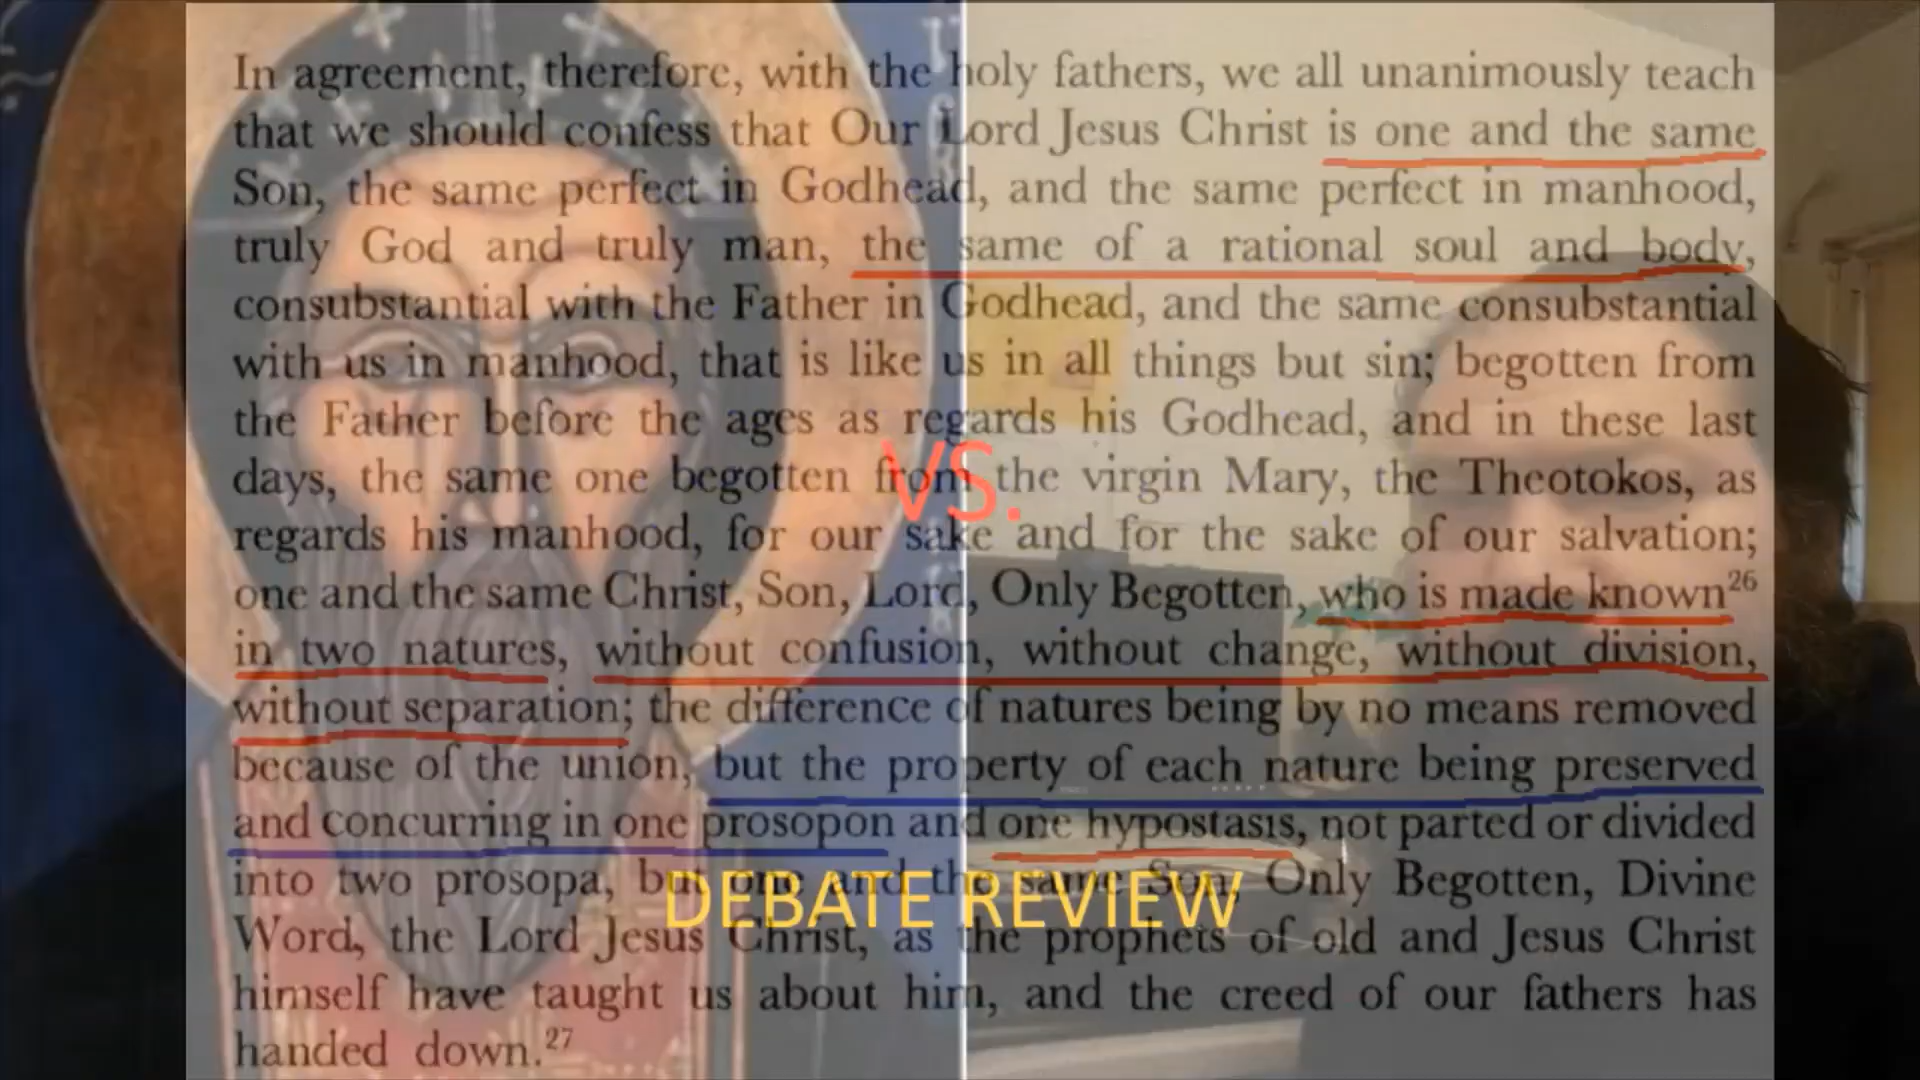 In agreement, therefore, with the holy fathers, we all unanimously teach
that we should confess that Our Lord Jesus Christ is one and the same
Son, the same perfect in Godhead, and the same perfect in manhood,
truly God and truly man, the same of a rational soul and body,
consubstantial with the Father in Godhead, and the same consubstantial
with us in manhood, that is like us in all things but sin; begotten from
the Father before the ages as regards his Godhead, and in these last
days, the same one begotten from the virgin Mary, the Theotokos, as
regards his manhood, for our sake and for the sake of our salvation;
one and the same Christ, Son, Lord, Only Begotten, who is made known26
in two natures, without confusion, without change, without division,
without separation; the difference of natures being by no means removed
because of the union, but the property of each nature being preserved
and concurring in one prosopon and one hypostasis, not parted or divided
into two prosopa, but one and the same Son, Only Begotten, Divine
Word, the Lord Jesus Christ, as the prophets of old and Jesus Christ
himself have taught us about him, and the creed of our fathers has
handed down.27
VS.
DEBATE REVIEW